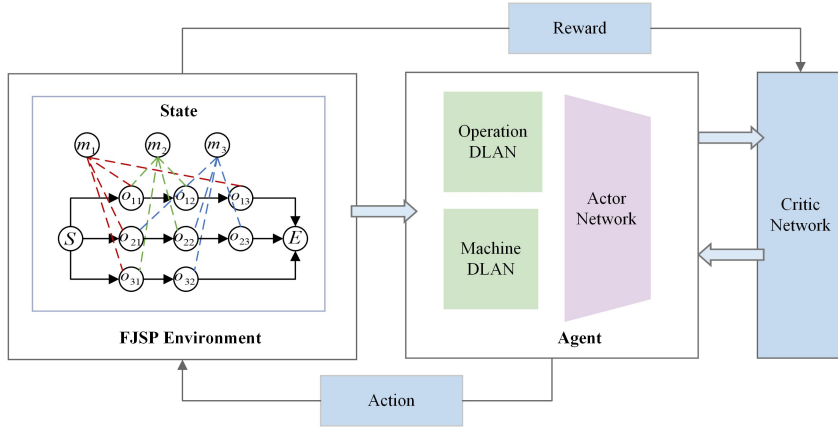 Reward
State
m1 m2 m3
Operation
DLAN
o11 o12 o13
Actor
Network
Critic
Network
S o21 o22 o23 E
Machine
DLAN
o31 o32
FJSP Environment
Agent
Action